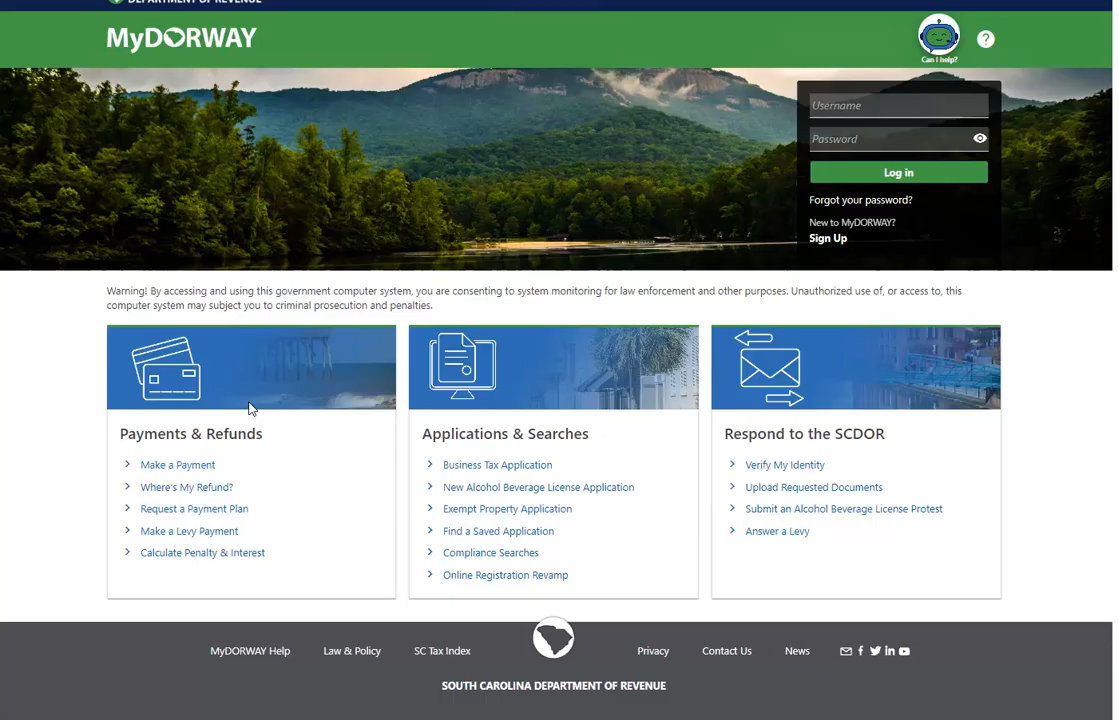 DEPARTMENT OF REVENUE
MyDORWAY
Can I help?
?
Username
Password
Log in
Forgot your password?
New to MyDORWAY?
Sign Up
Warning! By accessing and using this government computer system, you are consenting to system monitoring for law enforcement and other purposes. Unauthorized use of, or access to, this
computer system may subject you to criminal prosecution and penalties.
Payments & Refunds
Make a Payment
Where's My Refund?
Request a Payment Plan
Make a Levy Payment
Calculate Penalty & Interest
Applications & Searches
Business Tax Application
New Alcohol Beverage License Application
Exempt Property Application
Find a Saved Application
Compliance Searches
Online Registration Revamp
Respond to the SCDOR
Verify My Identity
Upload Requested Documents
Submit an Alcohol Beverage License Protest
Answer a Levy
MyDORWAY Help
Law & Policy
SC Tax Index
Privacy
Contact Us
News
SOUTH CAROLINA DEPARTMENT OF REVENUE